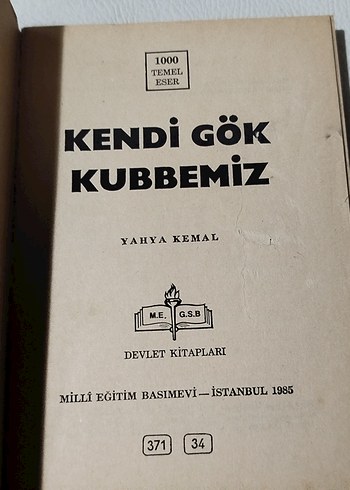 1000
TEMEL
ESER
KENDİ GÖK
KUBBEMİZ
YAHYA KEMAL
M.E. G.S.B
DEVLET KİTAPLARI
MİLLÎ EĞİTİM BASIMEVİ — İSTANBUL 1985
371 34